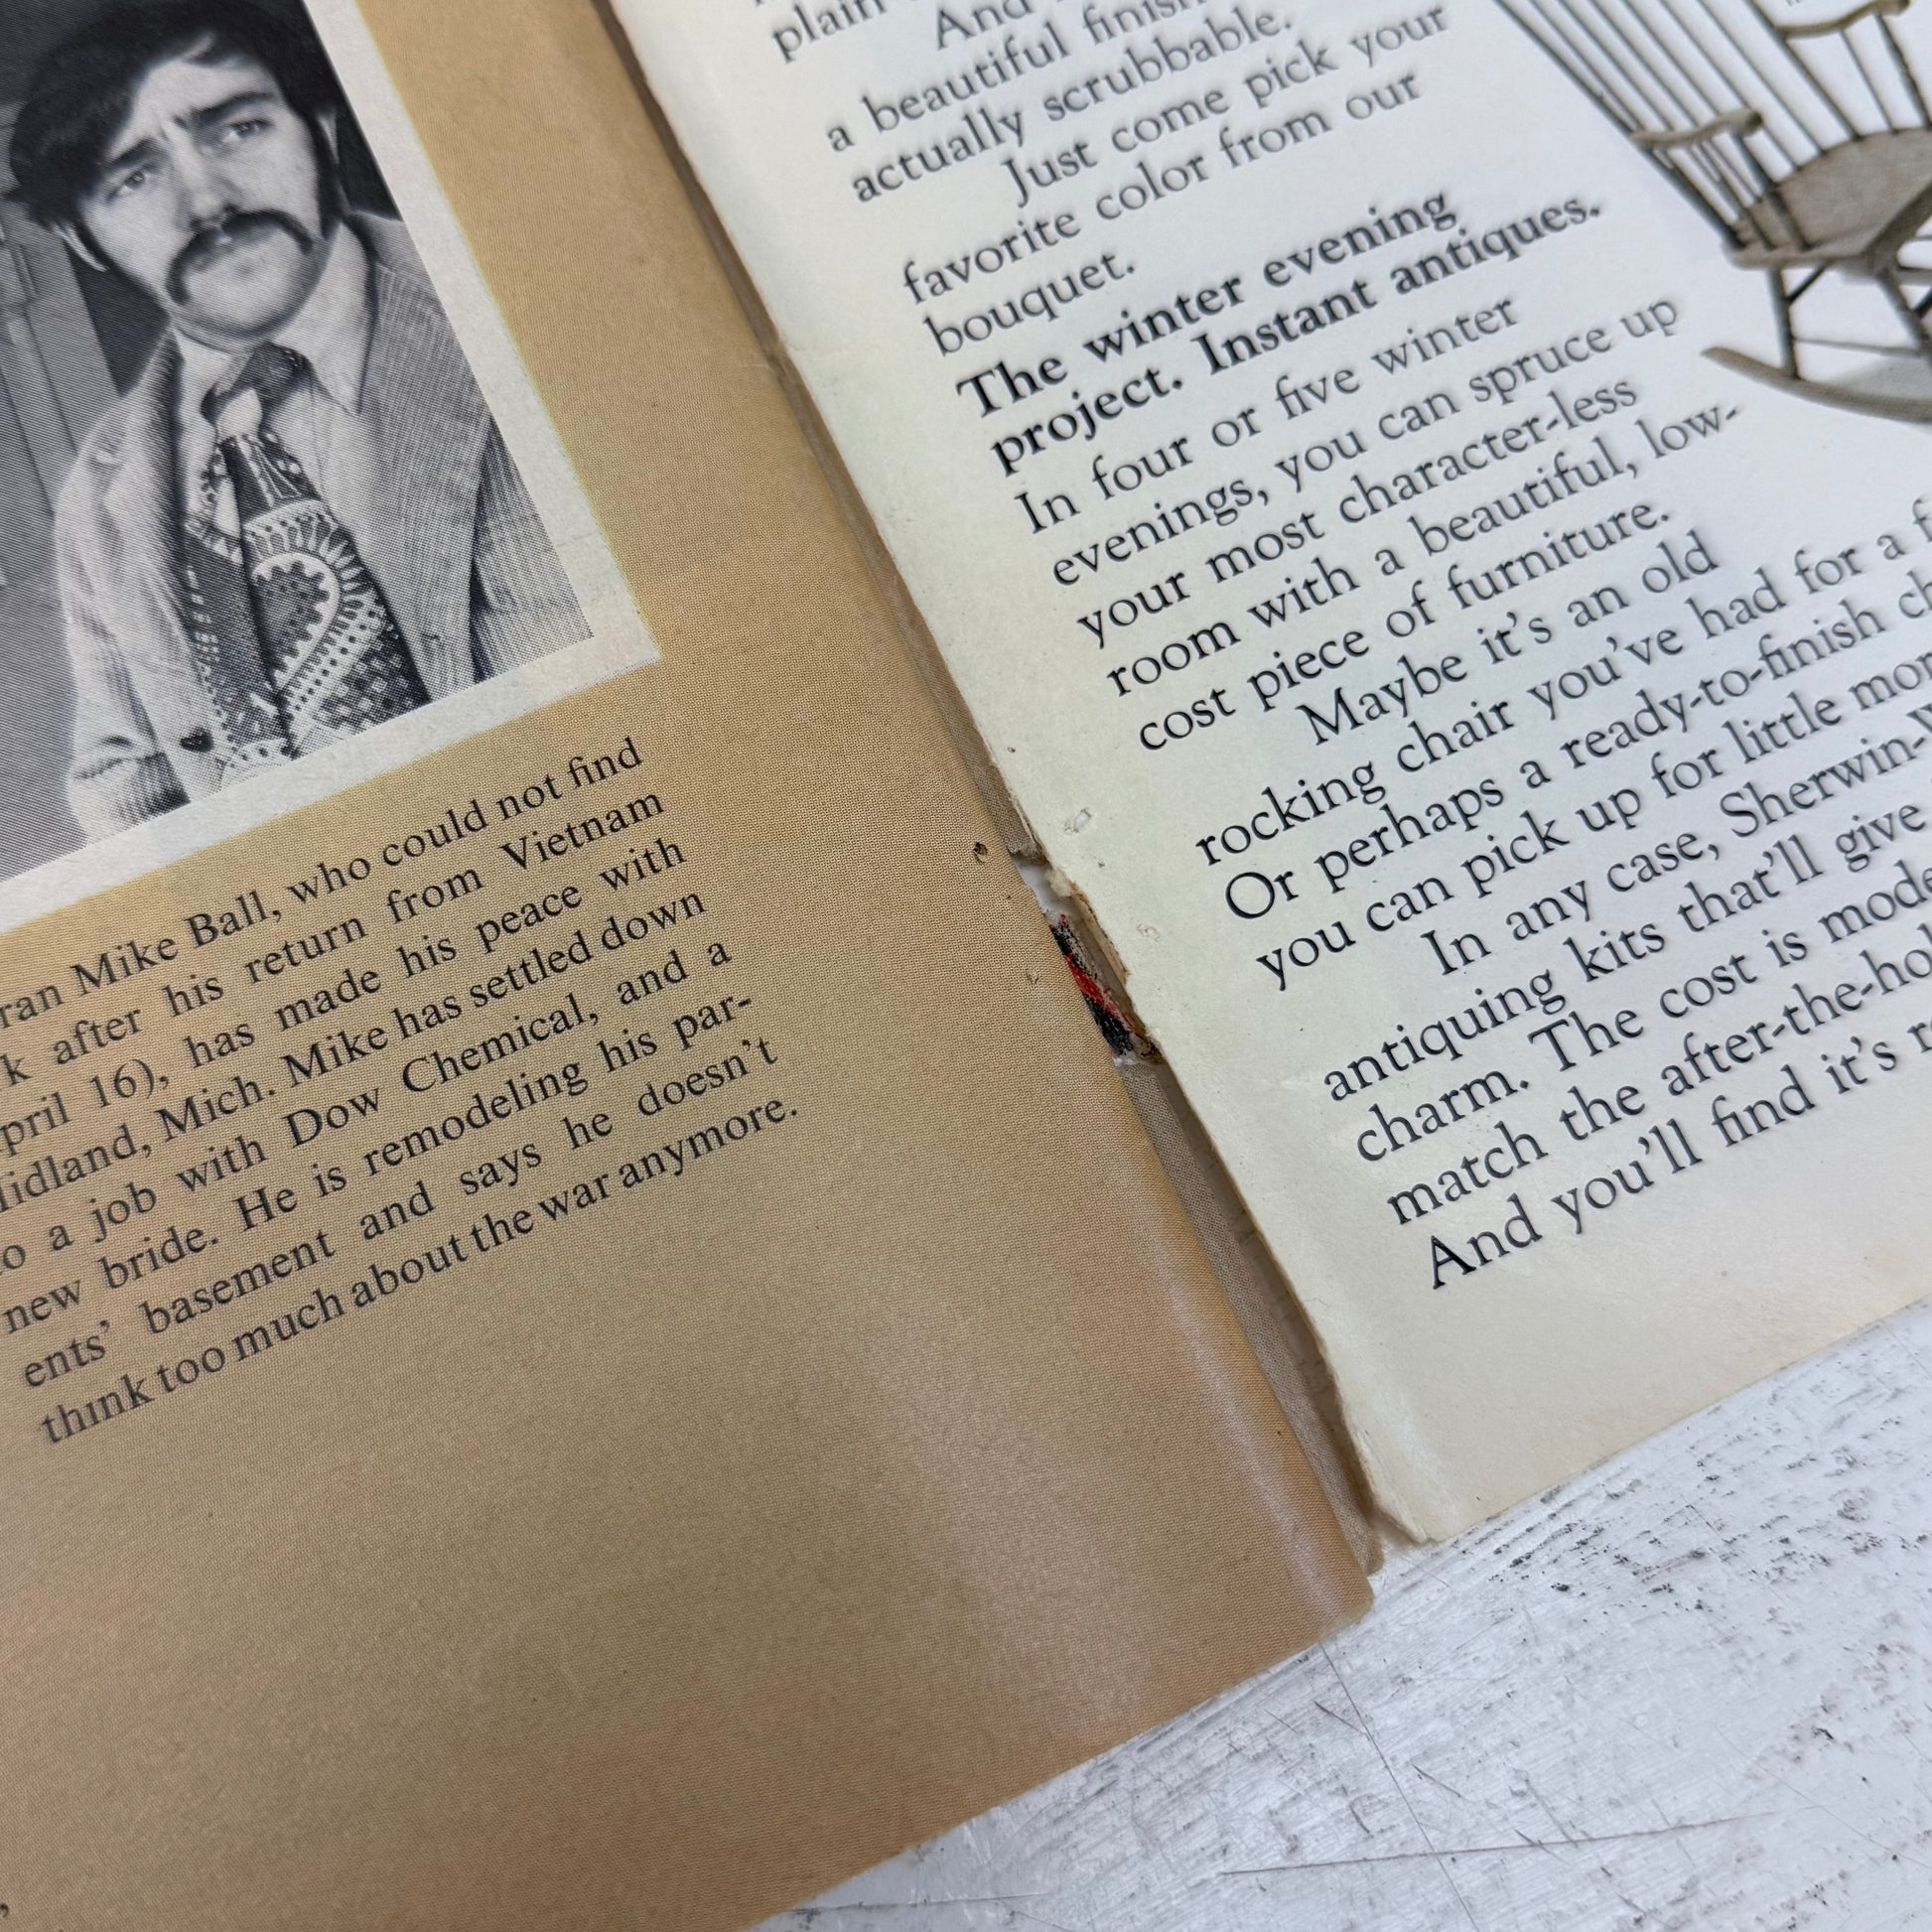 Mike Ball, who could not find
k after his return from Vietnam
pril 16), has made his peace with
idland, Mich. Mike has settled down
o a job with Dow Chemical, and a
new bride. He is remodeling his par-
ents' basement and says he doesn't
think too much about the war anymore.
plain
And
a beautiful finish
actually scrubbable.
Just come pick your
favorite color from our
bouquet.
The winter evening
project. Instant antiques.
In four or five winter
evenings, you can spruce up
your most character-less
room with a beautiful, low-
cost piece of furniture.
Maybe it's an old
rocking chair you've had for a
Or perhaps a ready-to-finish
you can pick up for little
In any case, Sherwin-
antiquing kits that'll give
charm. The cost is
match the after-the-
And you'll find it's